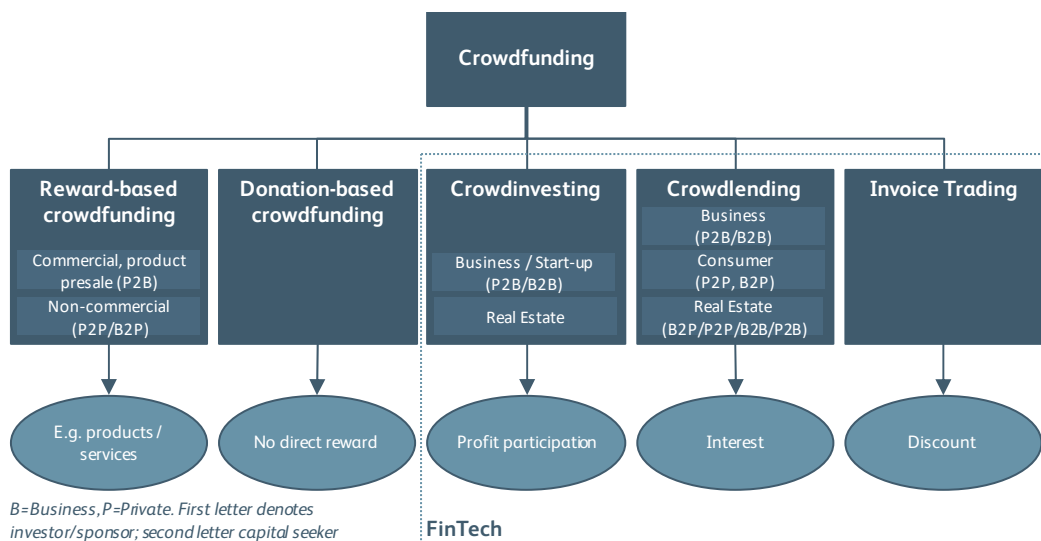 Crowdfunding
Reward-based
crowdfunding
Commercial, product
presale (P2B)
Non-commercial
(P2P/B2P)
Donation-based
crowdfunding
Crowdinvesting
Business / Start-up
(P2B/B2B)
Real Estate
Crowdlending
Business
(P2B/B2B)
Consumer
(P2P, B2P)
Real Estate
(B2P/P2P/B2B/P2B)
Invoice Trading
E.g. products /
services
No direct reward
Profit participation
Interest
Discount
B=Business, P=Private. First letter denotes
investor/sponsor; second letter capital seeker
FinTech